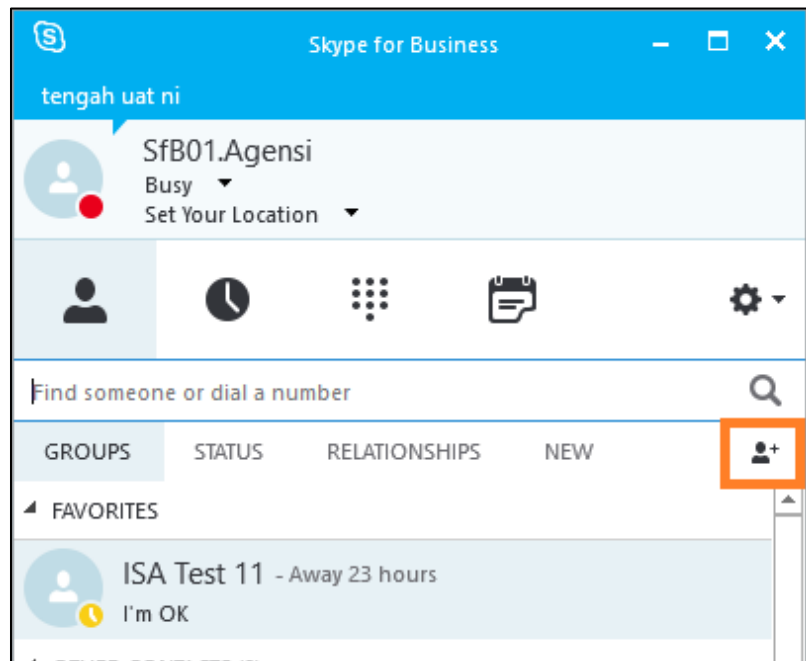 Skype for Business
tengah uat ni
SfB01.Agensi
Busy
Set Your Location
Find someone or dial a number
GROUPS STATUS RELATIONSHIPS NEW
FAVORITES
ISA Test 11 - Away 23 hours
I'm OK